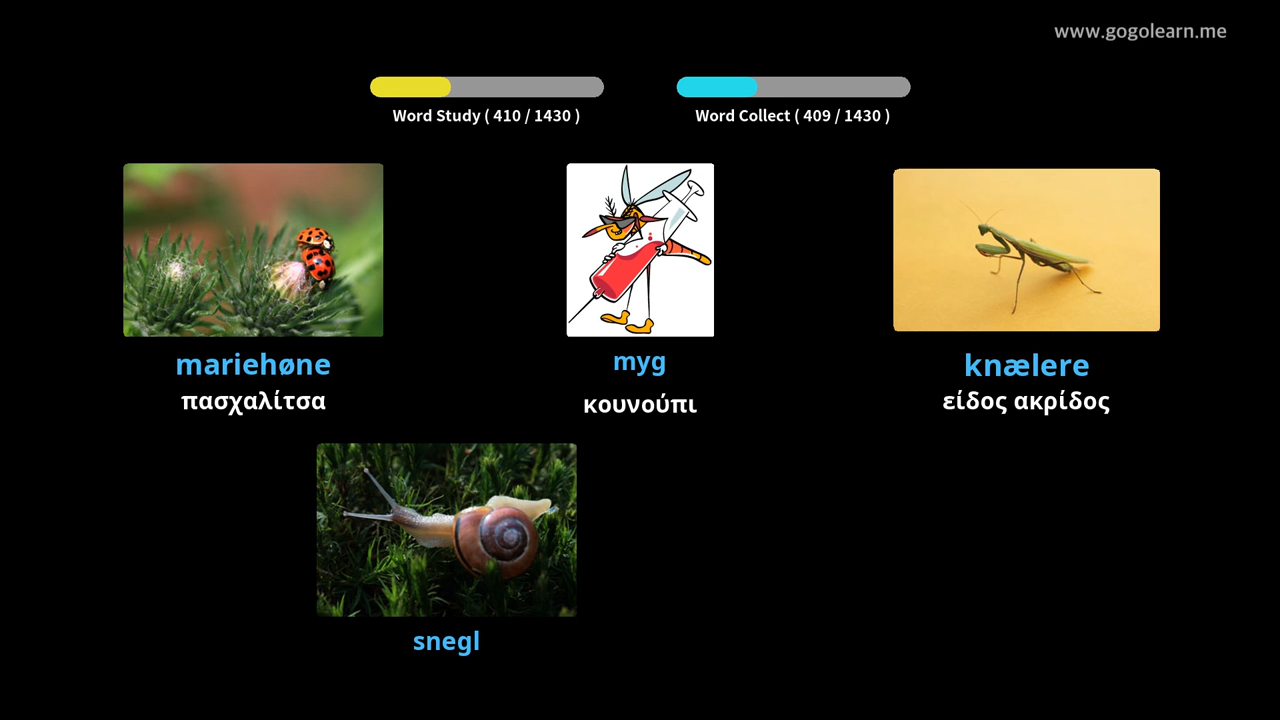 www.gogolearn.me
Word Study ( 410 / 1430 )
Word Collect ( 409 / 1430 )
mariehøne
πασχαλίτσα
myg
κουνούπι
knælere
είδος ακρίδος
snegl